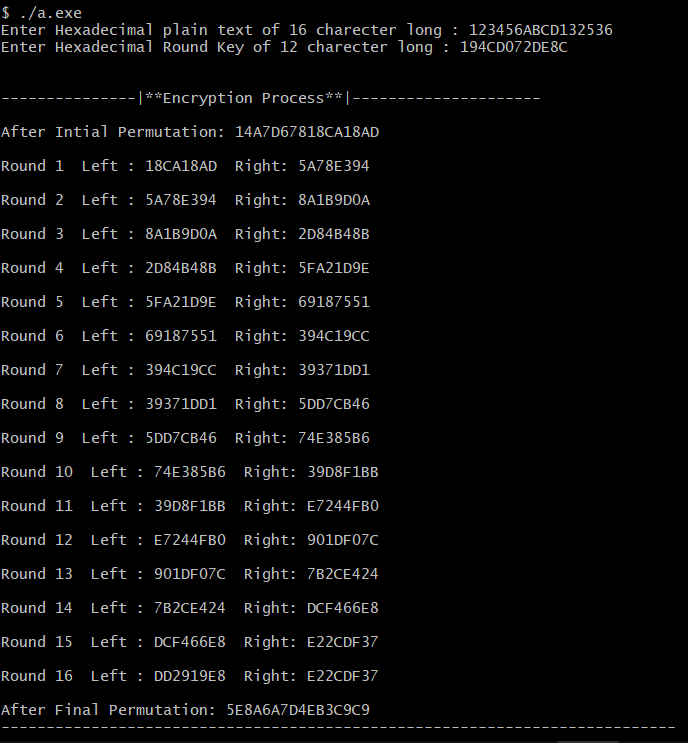 $ ./a.exe
Enter Hexadecimal plain text of 16 charecter long : 123456ABCD132536
Enter Hexadecimal Round Key of 12 charecter long : 194CD072DE8C
---------------|**Encryption Process**|---------------------
After Intial Permutation: 14A7D67818CA18AD
Round 1  Left : 18CA18AD  Right: 5A78E394
Round 2  Left : 5A78E394  Right: 8A1B9D0A
Round 3  Left : 8A1B9D0A  Right: 2D84B48B
Round 4  Left : 2D84B48B  Right: 5FA21D9E
Round 5  Left : 5FA21D9E  Right: 69187551
Round 6  Left : 69187551  Right: 394C19CC
Round 7  Left : 394C19CC  Right: 39371DD1
Round 8  Left : 39371DD1  Right: 5DD7CB46
Round 9  Left : 5DD7CB46  Right: 74E385B6
Round 10  Left : 74E385B6  Right: 39D8F1BB
Round 11  Left : 39D8F1BB  Right: E7244FB0
Round 12  Left : E7244FB0  Right: 901DF07C
Round 13  Left : 901DF07C  Right: 7B2CE424
Round 14  Left : 7B2CE424  Right: DCF466E8
Round 15  Left : DCF466E8  Right: E22CDF37
Round 16  Left : DD2919E8  Right: E22CDF37
After Final Permutation: 5E8A6A7D4EB3C9C9
---------------------------------------------------------------------------